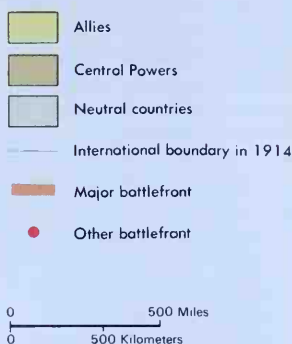 Allies
Central Powers
Neutral countries
International boundary in 1914
Major battlefront
Other battlefront
0 500 Miles
0 500 Kilometers